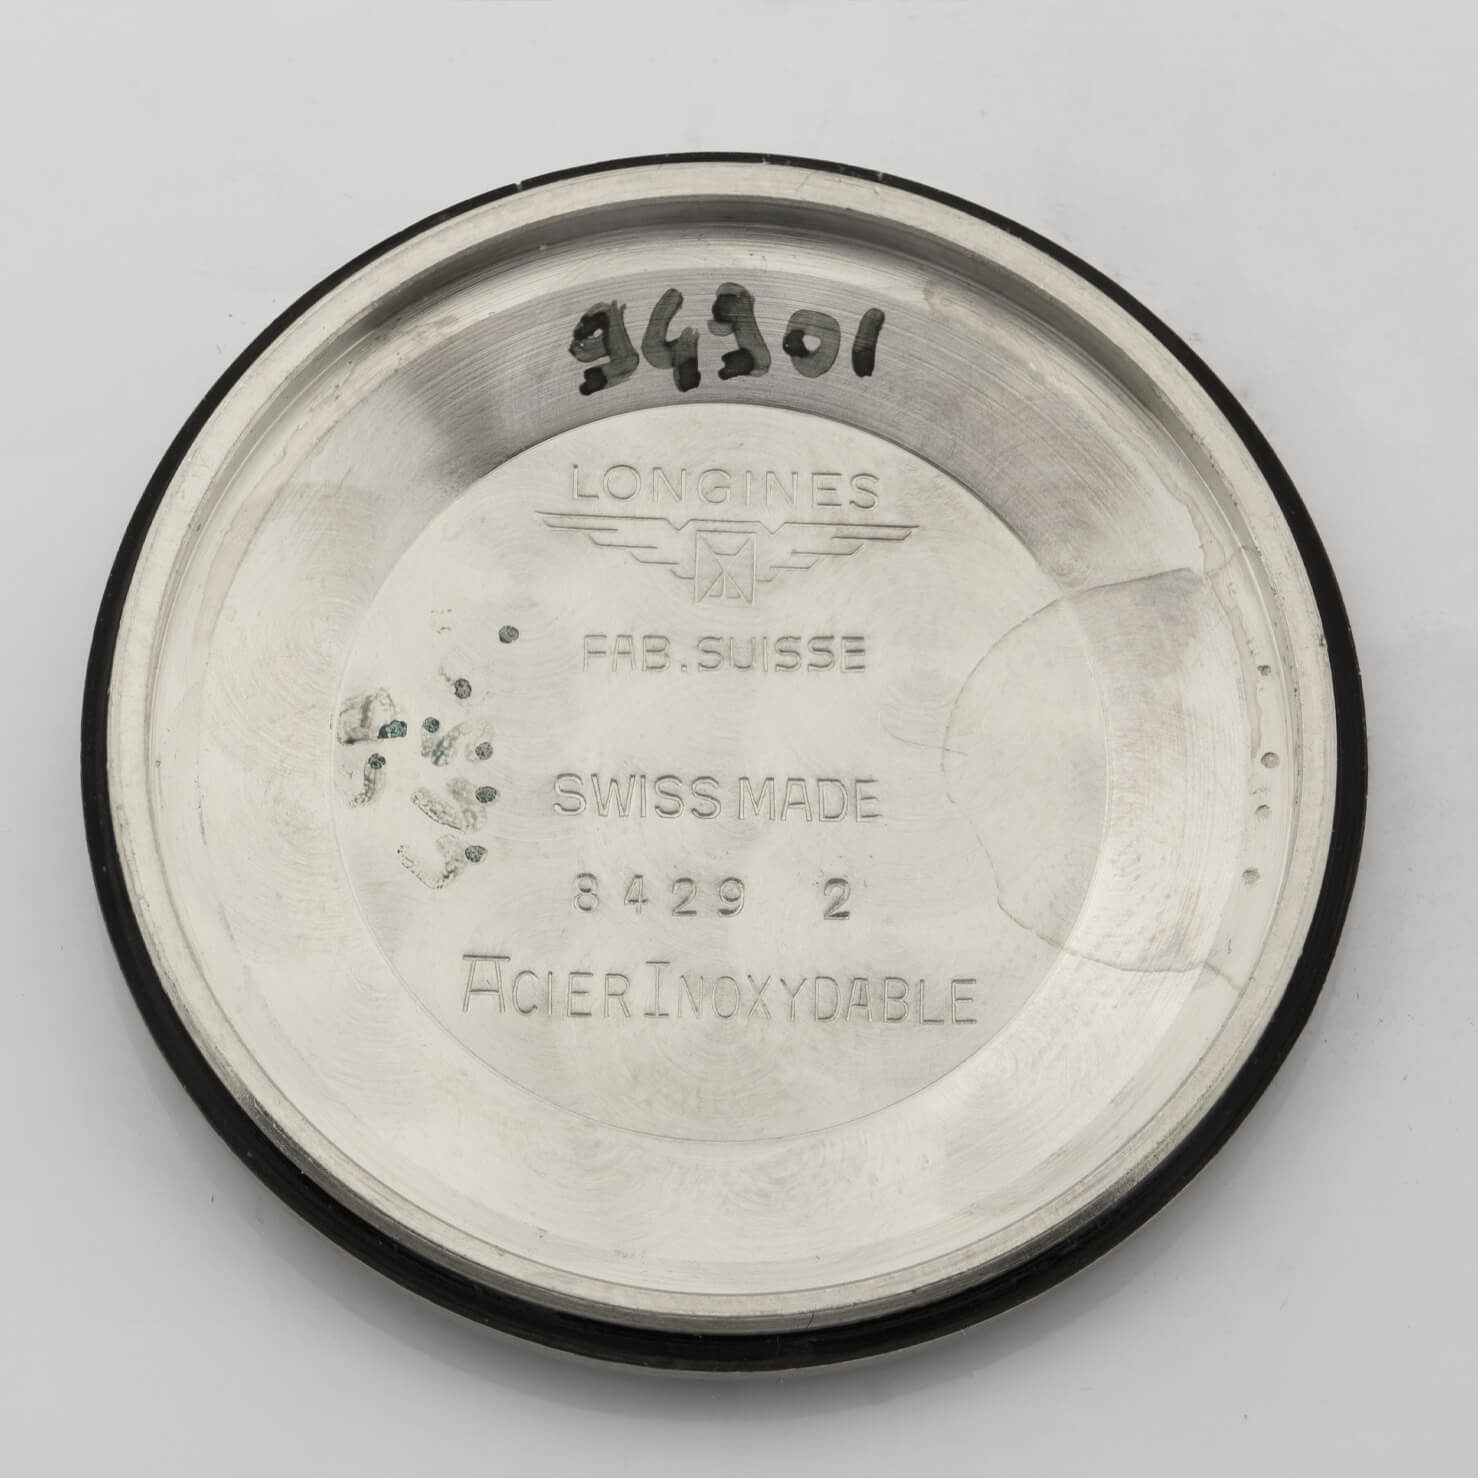 94901
LONGINES
FAB. SUISSE
SWISS MADE
8429 2
ACIER INOXYDABLE